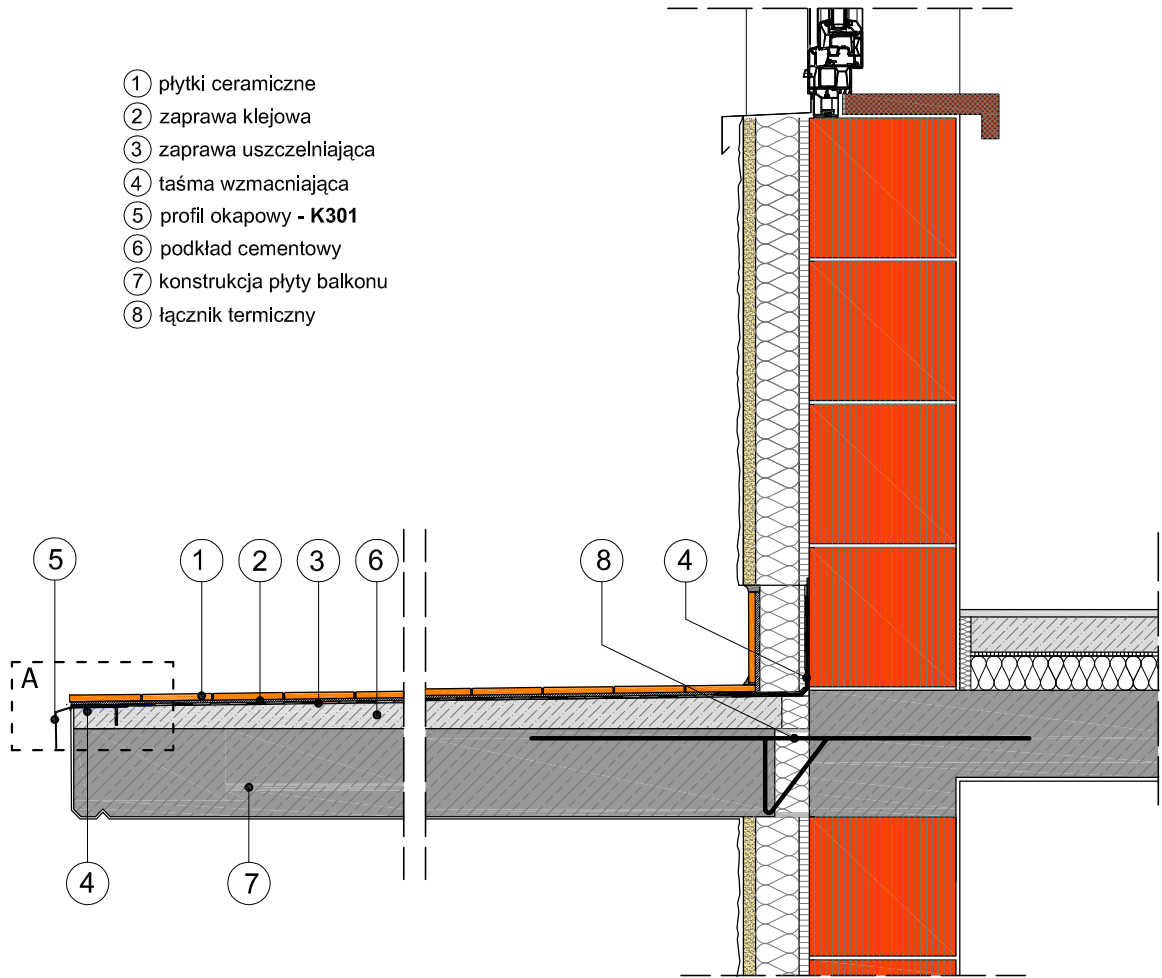 1 płytki ceramiczne
2 zaprawa klejowa
3 zaprawa uszczelniająca
4 taśma wzmacniająca
5 profil okapowy - K301
6 podkład cementowy
7 konstrukcja płyty balkonu
8 łącznik termiczny
5 1 2 3 6 8 4
A
4 7